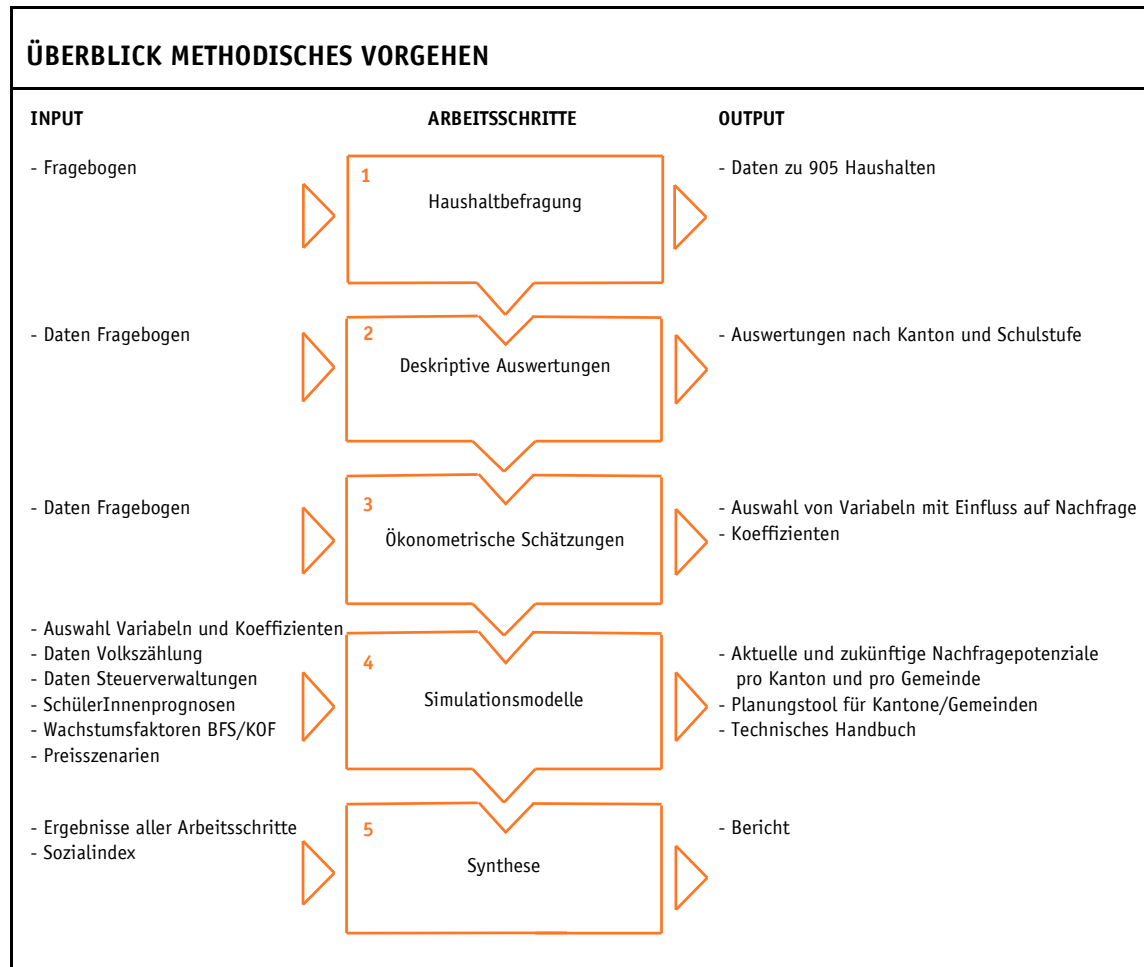 ÜBERBLICK METHODISCHES VORGEHEN
INPUT
ARBEITSSCHRITTE
OUTPUT
- Fragebogen
1
Haushaltbefragung
- Daten zu 905 Haushalten
- Daten Fragebogen
2
Deskriptive Auswertungen
- Auswertungen nach Kanton und Schulstufe
- Daten Fragebogen
3
Ökonometrische Schätzungen
- Auswahl von Variabeln mit Einfluss auf Nachfrage
- Koeffizienten
- Auswahl Variabeln und Koeffizienten
- Daten Volkszählung
- Daten Steuerverwaltungen
- SchülerInnenprognosen
- Wachstumsfaktoren BFS/KOF
- Preisszenarien
4
Simulationsmodelle
- Aktuelle und zukünftige Nachfragepotenziale
pro Kanton und pro Gemeinde
- Planungstool für Kantone/Gemeinden
- Technisches Handbuch
- Ergebnisse aller Arbeitsschritte
- Sozialindex
5
Synthese
- Bericht